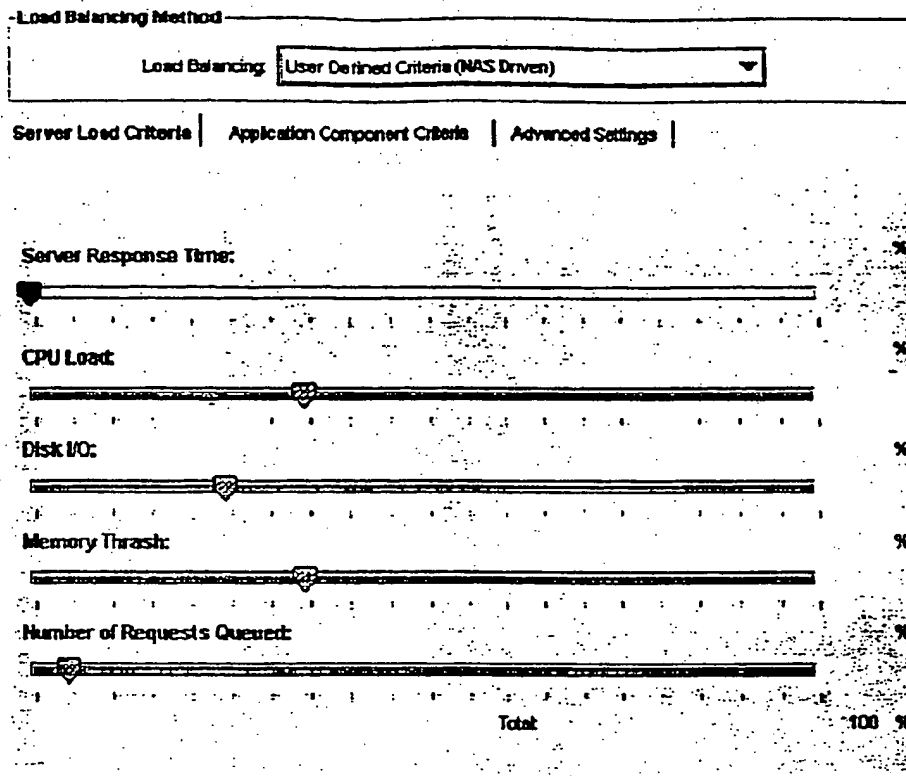 Load Balancing Method
Load Balancing: User Defined Criteria (NAS Driven)
Server Load Criteria | Application Component Criteria | Advanced Settings |
Server Response Time: %
CPU Load: %
Disk I/O: %
Memory Thrash: %
Number of Requests Queued: %
Total: 100 %